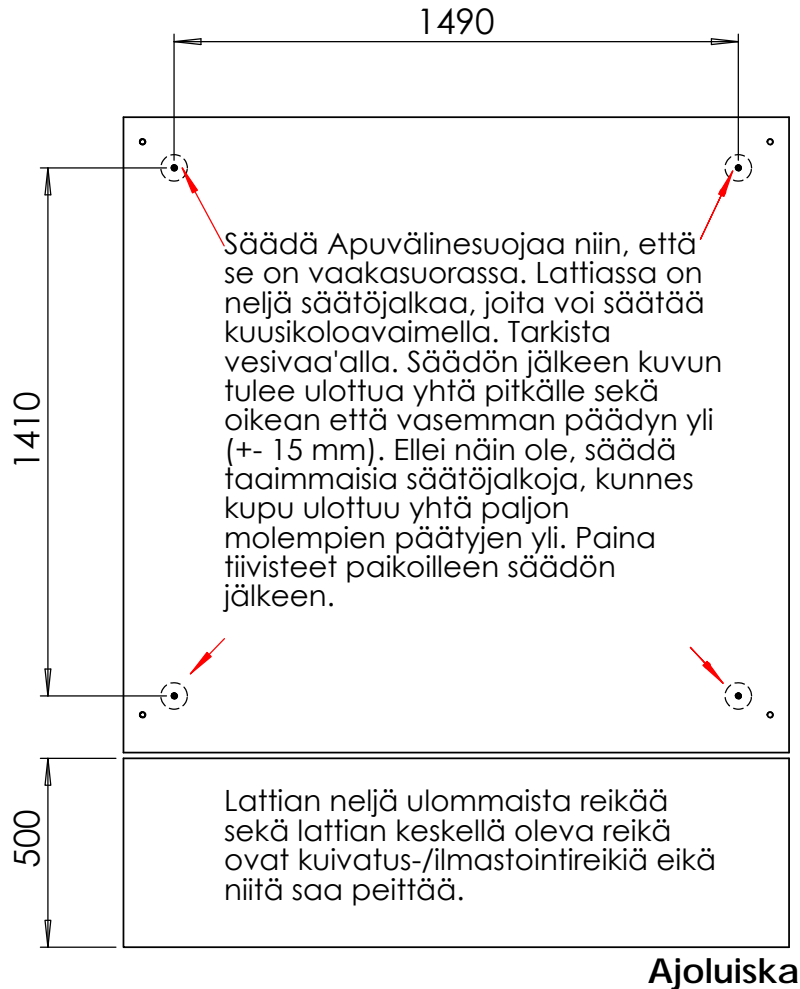 1490
1410
Säädä Apuvälinesuojaa niin, että
se on vaakasuorassa. Lattiassa on
neljä säätöjalkaa, joita voi säätää
kuusikoloavaimella. Tarkista
vesivaa'alla. Säädön jälkeen kuvun
tulee ulottua yhtä pitkälle sekä
oikean että vasemman päädyn yli
(+- 15 mm). Ellei näin ole, säädä
taaimmaisia säätöjalkoja, kunnes
kupu ulottuu yhtä paljon
molempien päätyjen yli. Paina
tiivisteet paikoilleen säädön
jälkeen.
500
Lattian neljä ulommaista reikää
sekä lattian keskellä oleva reikä
ovat kuivatus-/ilmastointireikiä eikä
niitä saa peittää.
Ajoluiska